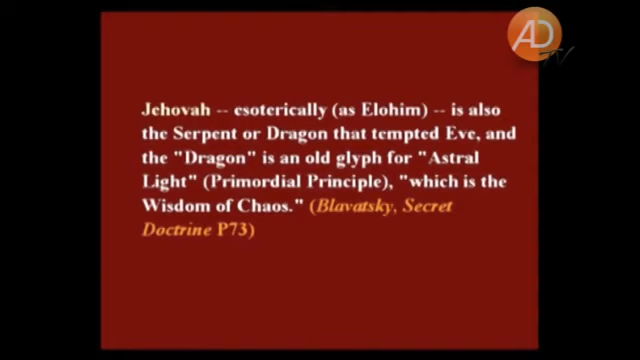 AD
TV
Jehovah -- esoterically (as Elohim) -- is also
the Serpent or Dragon that tempted Eve, and
the "Dragon" is an old glyph for "Astral
Light" (Primordial Principle), "which is the
Wisdom of Chaos." (Blavatsky, Secret
Doctrine P73)